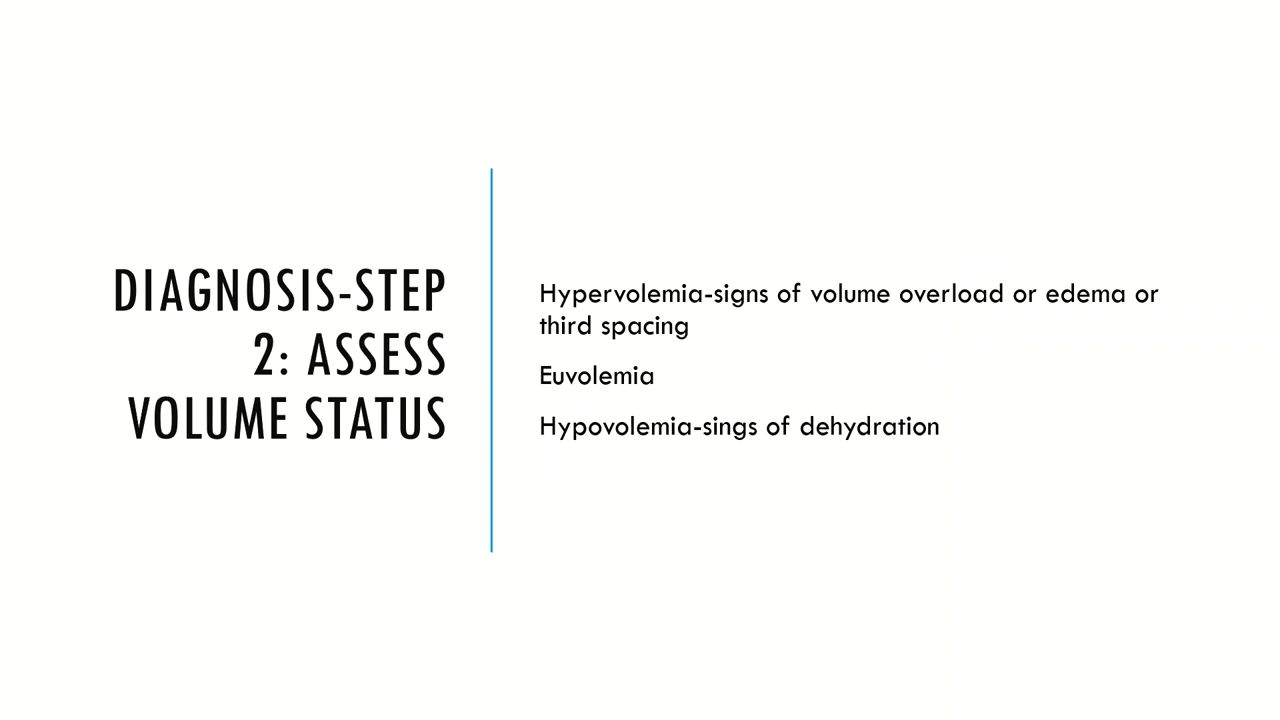 DIAGNOSIS-STEP
2: ASSESS
VOLUME STATUS
Hypervolemia-signs of volume overload or edema or
third spacing
Euvolemia
Hypovolemia-sings of dehydration